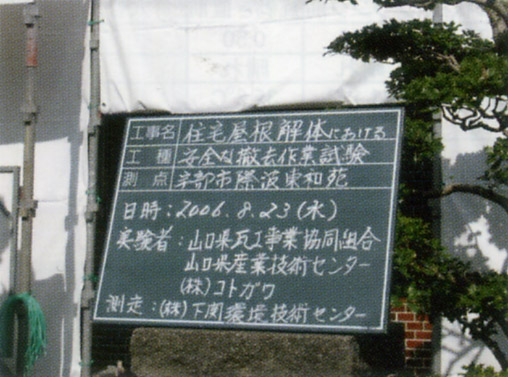 工事名 住宅屋根解体における
工種 安全な撤去作業試験
測点 宇部市際波東和苑
日時：2006.8.23(水)
実験者：山口県瓦工事業協同組合
山口県産業技術センター
(株)コトガワ
測定：(株)下関環境技術センター